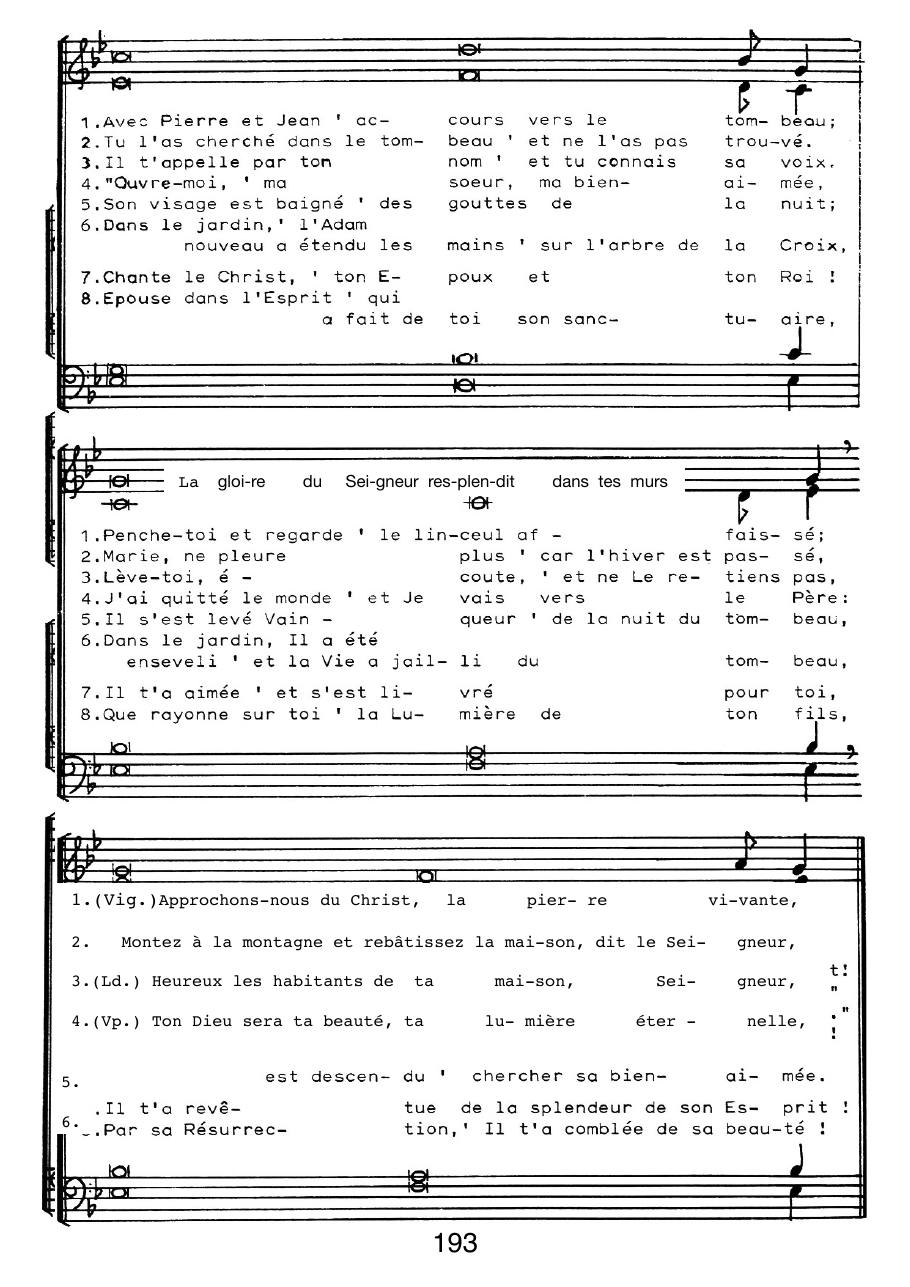 1.Avec Pierre et Jean ' ac- cours vers le tom- beau;
2.Tu l'as cherché dans le tom- beau ' et ne l'as pas trou-vé.
3.Il t'appelle par ton nom ' et tu connais sa voix.
4."Ouvre-moi, ' ma soeur, ma bien- ai- mée,
5.Son visage est baigné ' des gouttes de la nuit;
6.Dans le jardin,' l'Adam
nouveau a étendu les mains ' sur l'arbre de la Croix,
7.Chante le Christ, ' ton E- poux et ton Roi !
8.Epouse dans l'Esprit ' qui
a fait de toi son sanc- tu- aire,
La gloi-re du Sei-gneur res-plen-dit dans tes murs
1.Penche-toi et regarde ' le lin-ceul af - fais- sé;
2.Marie, ne pleure plus ' car l'hiver est pas- sé,
3.Lève-toi, é - coute, ' et ne Le re- tiens pas,
4.J'ai quitté le monde ' et Je vais vers le Père:
5.Il s'est levé Vain - queur ' de la nuit du tom- beau,
6.Dans le jardin, Il a été
enseveli ' et la Vie a jail- li du tom- beau,
7.Il t'a aimée ' et s'est li- vré pour toi,
8.Que rayonne sur toi ' la Lu- mière de ton fils,
1.(Vig.)Approchons-nous du Christ, la pier- re vi-vante,
2. Montez à la montagne et rebâtissez la mai-son, dit le Sei- gneur,
t!
3.(Ld.) Heureux les habitants de ta mai-son, Sei- gneur, "
."
4.(Vp.) Ton Dieu sera ta beauté, ta lu- mière éter - nelle, !
5. est descen- du ' chercher sa bien- ai- mée.
.Il t'a revê- tue de la splendeur de son Es- prit !
6. .Par sa Résurrec- tion,' Il t'a comblée de sa beau-té !
193